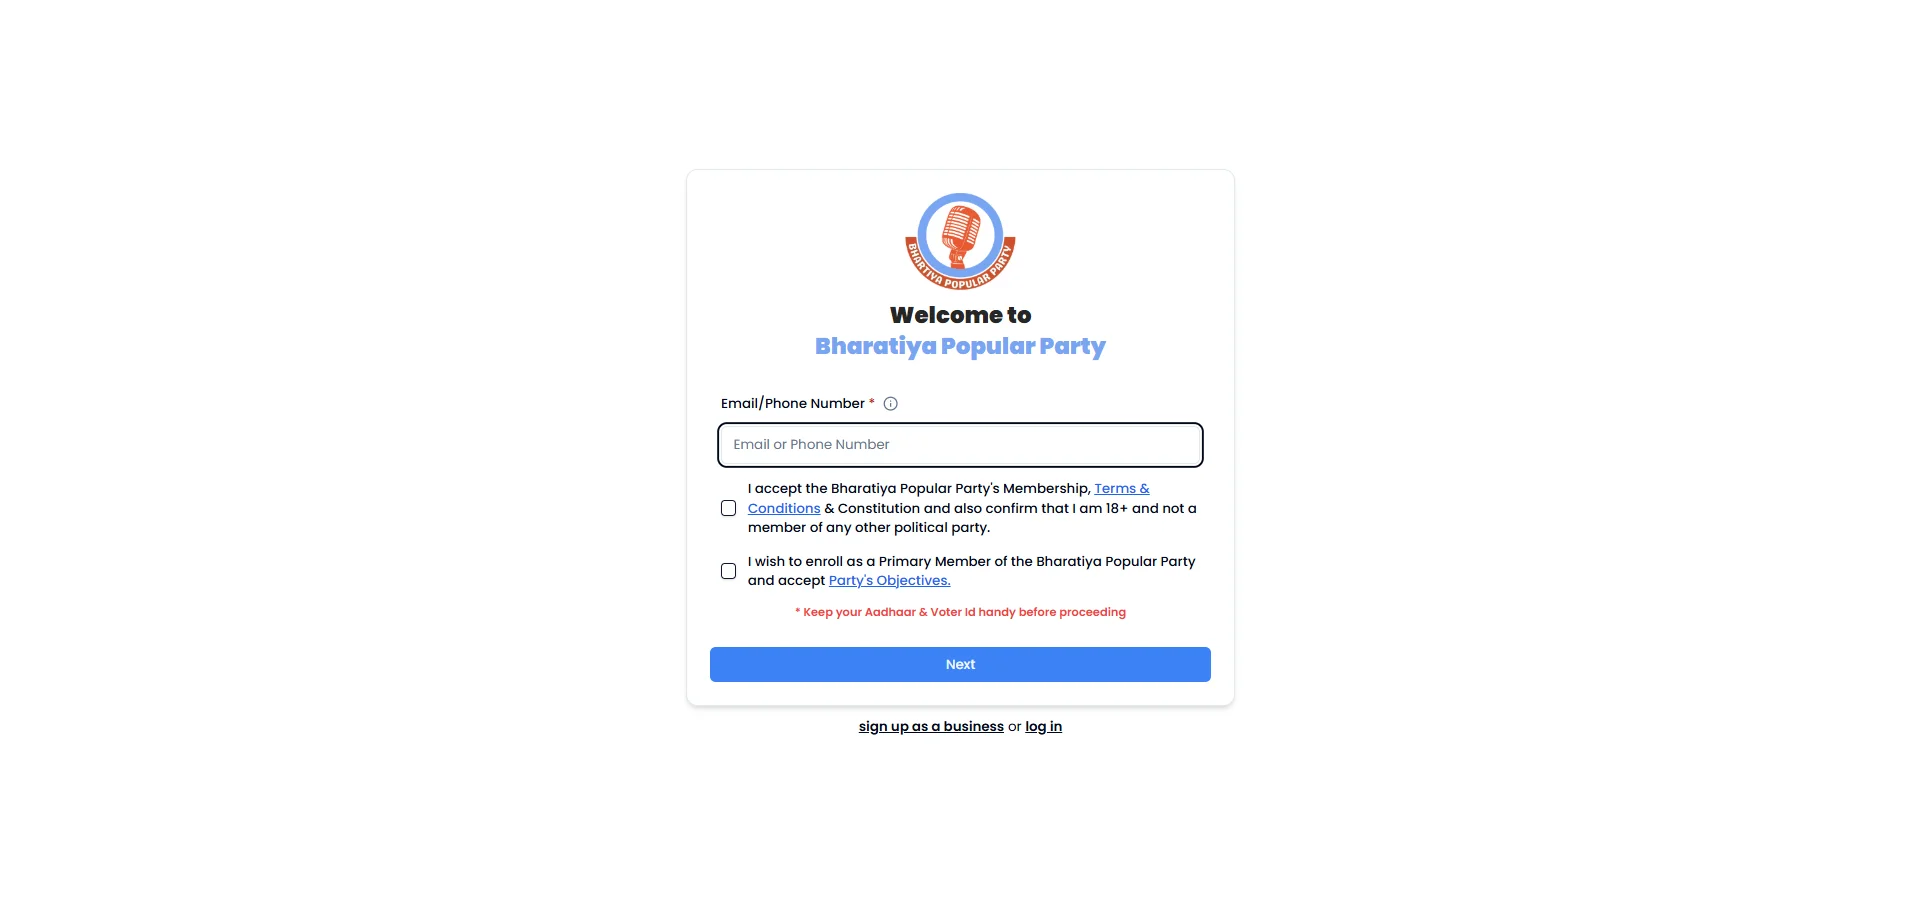 BHARTIYA POPULAR PARTY
Welcome to
Bharatiya Popular Party
Email/Phone Number *
Email or Phone Number
I accept the Bharatiya Popular Party's Membership, Terms &
Conditions & Constitution and also confirm that I am 18+ and not a
member of any other political party.
I wish to enroll as a Primary Member of the Bharatiya Popular Party
and accept Party's Objectives.
* Keep your Aadhaar & Voter Id handy before proceeding
Next
sign up as a business or log in